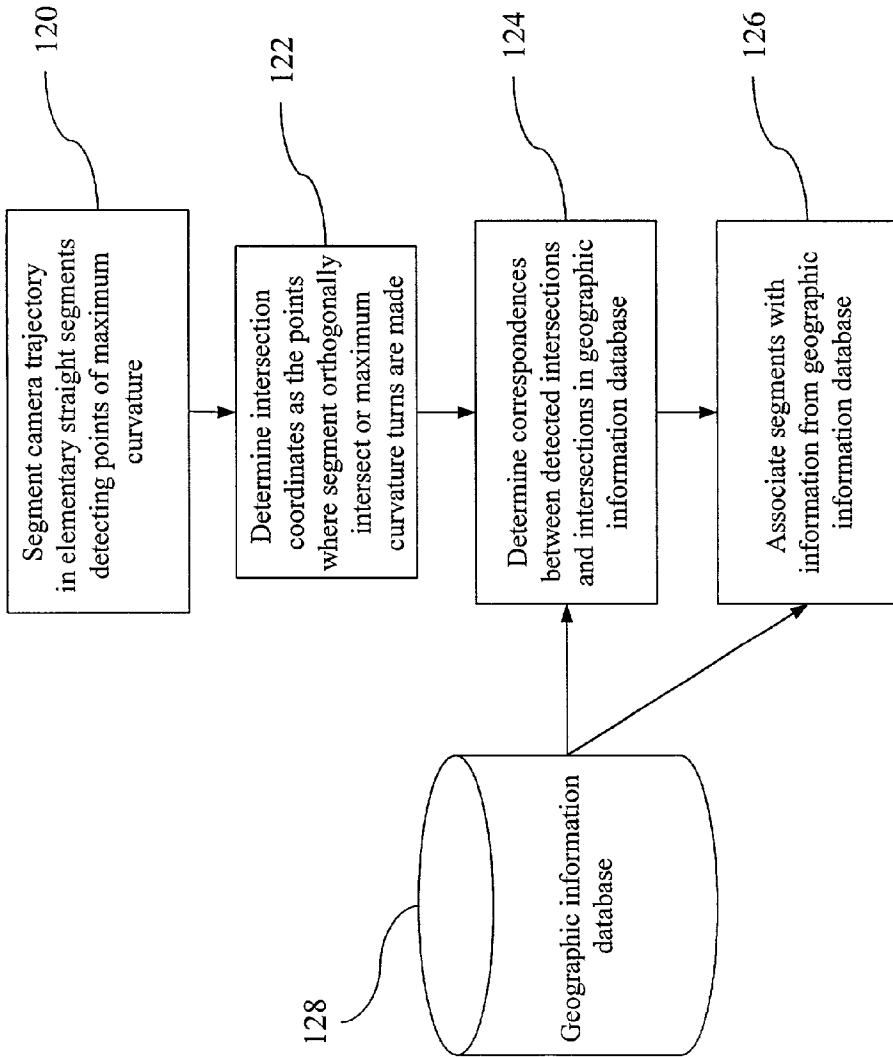 Segment camera trajectory
in elementary straight segments
detecting points of maximum
curvature
120
Determine intersection
coordinates as the points
where segment orthogonally
intersect or maximum
curvature turns are made
122
Determine correspondences
between detected intersections
and intersections in geographic
information database
124
Associate segments with
information from geographic
information database
126
128
Geographic information
database